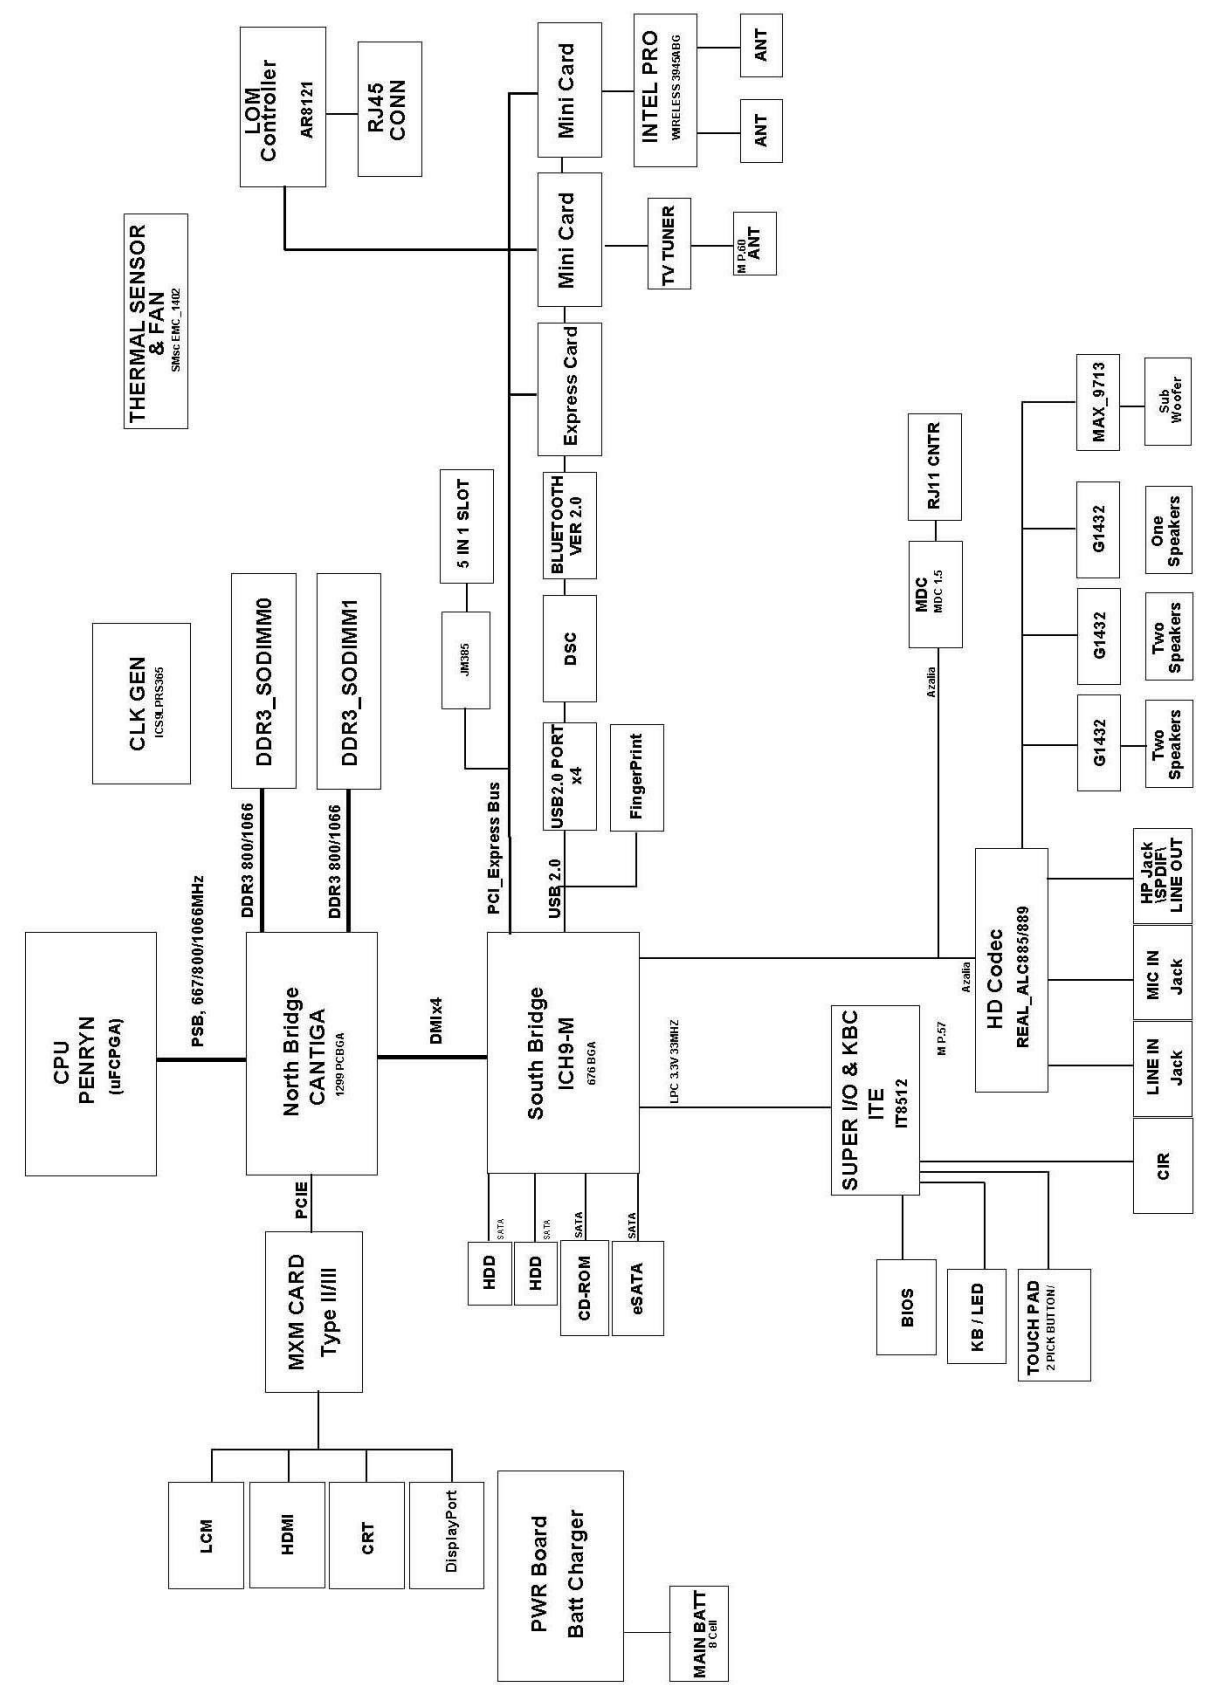 CPU
PENRYN
(uFCPGA)
PSB, 667/800/1066MHz
CLK GEN
ICS9LPRS365
THERMAL SENSOR
& FAN
SMsc EMC_1402
LOM
Controller
AR8121
RJ45
CONN
MXM CARD
Type II/III
PCIE
North Bridge
CANTIGA
1299 PCBGA
DDR3 800/1066
DDR3_SODIMM0
DDR3 800/1066
DDR3_SODIMM1
LCM
HDMI
CRT
DisplayPort
DMIx4
JM385
5 IN 1 SLOT
HDD
SATA
HDD
SATA
CD-ROM
SATA
eSATA
SATA
South Bridge
ICH9-M
676 BGA
PCI_Express Bus
USB 2.0
USB2.0 PORT
x4
DSC
BLUETOOTH
VER 2.0
Express Card
Mini Card
Mini Card
FingerPrint
TV TUNER
M P.60
ANT
INTEL PRO
WIRELESS 3945ABG
ANT
ANT
PWR Board
Batt Charger
MAIN BATT
8 Cell
LPC 3.3V 33MHZ
SUPER I/O & KBC
ITE
IT8512
M P.57
Azalia
Azalia
MDC
MDC 1.5
RJ11 CNTR
BIOS
KB / LED
TOUCH PAD
2 PICK BUTTON/
HD Codec
REAL_ALC885/889
G1432
G1432
G1432
MAX_9713
CIR
LINE IN
Jack
MIC IN
Jack
HP Jack
\SPDIF\
LINE OUT
Two
Speakers
Two
Speakers
One
Speakers
Sub
Woofer